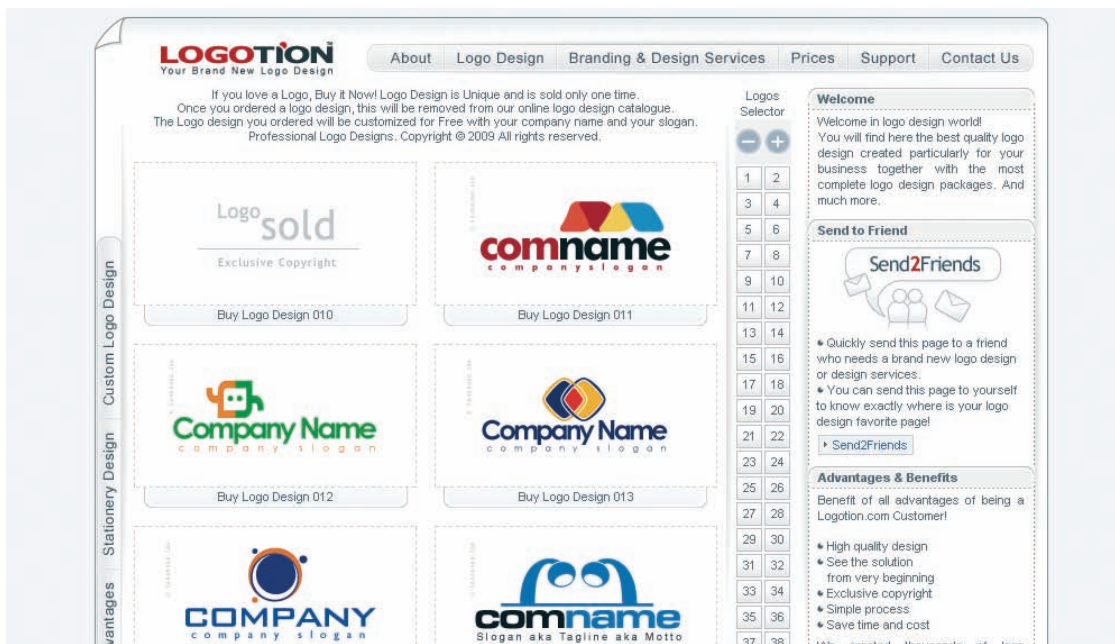 LOGOTION™
Your Brand New Logo Design
About Logo Design Branding & Design Services Prices Support Contact Us
If you love a Logo, Buy it Now! Logo Design is Unique and is sold only one time.
Once you ordered a logo design, this will be removed from our online logo design catalogue.
The Logo design you ordered will be customized for Free with your company name and your slogan.
Professional Logo Designs. Copyright © 2009 All rights reserved.
Custom Logo Design
Stationery Design
vantages
Logo sold
Exclusive Copyright
Buy Logo Design 010
comname
companyslogan
Buy Logo Design 011
Company Name
company slogan
Buy Logo Design 012
Company Name
company slogan
Buy Logo Design 013
COMPANY
company slogan
comname
Slogan aka Tagline aka Motto
Logos
Selector
1 2
3 4
5 6
7 8
9 10
11 12
13 14
15 16
17 18
19 20
21 22
23 24
25 26
27 28
29 30
31 32
33 34
35 36
37 38
Welcome
Welcome in logo design world!
You will find here the best quality logo
design created particularly for your
business together with the most
complete logo design packages. And
much more.
Send to Friend
Send2Friends
Quickly send this page to a friend
who needs a brand new logo design
or design services.
You can send this page to yourself
to know exactly where is your logo
design favorite page!
Send2Friends
Advantages & Benefits
Benefit of all advantages of being a
Logotion.com Customer!
High quality design
See the solution
from very beginning
Exclusive copyright
Simple process
Save time and cost